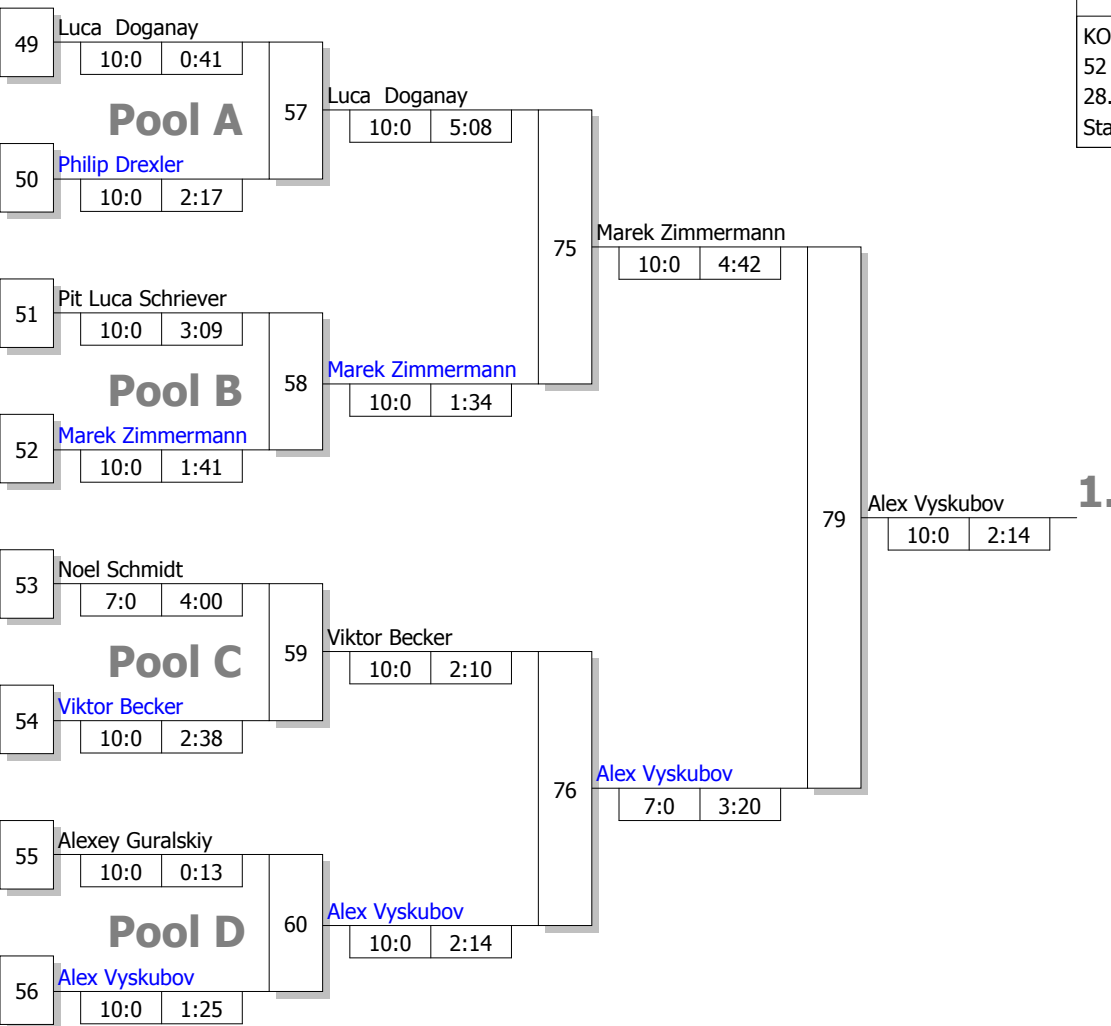 KO
52
28.
Sta
49
Luca Doganay
10:0 0:41
Pool A
57
Luca Doganay
10:0 5:08
50
Philip Drexler
10:0 2:17
75
Marek Zimmermann
10:0 4:42
51
Pit Luca Schriever
10:0 3:09
Pool B
58
Marek Zimmermann
10:0 1:34
52
Marek Zimmermann
10:0 1:41
79
Alex Vyskubov
10:0 2:14
1.
53
Noel Schmidt
7:0 4:00
Pool C
59
Viktor Becker
10:0 2:10
54
Viktor Becker
10:0 2:38
76
Alex Vyskubov
7:0 3:20
55
Alexey Guralskiy
10:0 0:13
Pool D
60
Alex Vyskubov
10:0 2:14
56
Alex Vyskubov
10:0 1:25